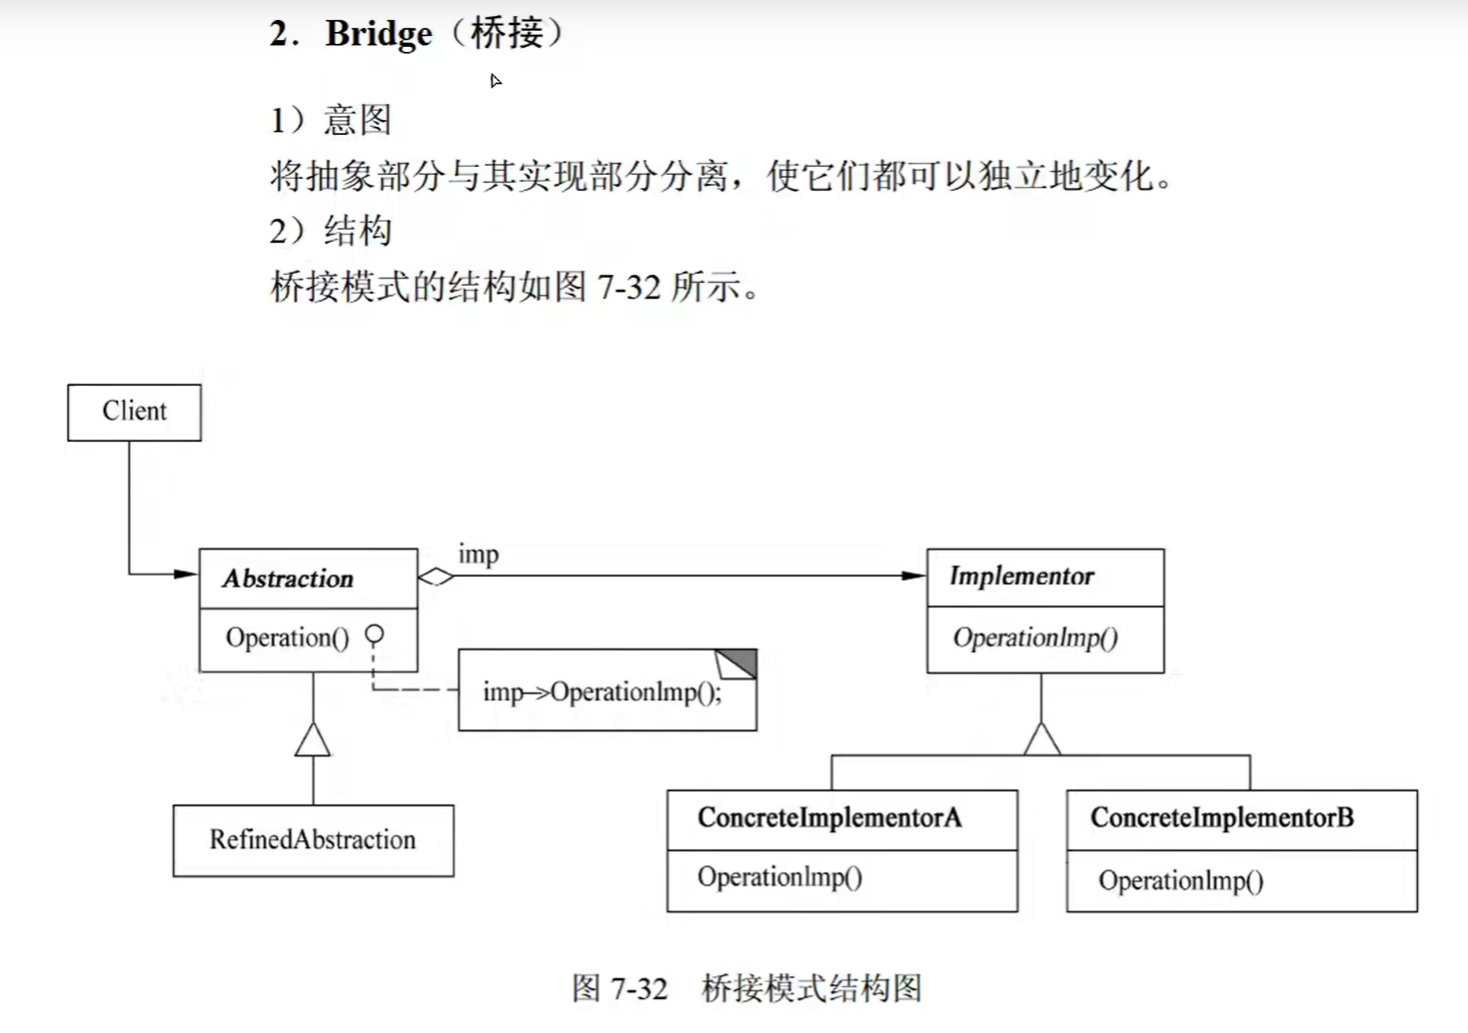 2．Bridge（桥接）
1）意图
将抽象部分与其实现部分分离，使它们都可以独立地变化。
2）结构
桥接模式的结构如图 7-32 所示。
Client
imp
Abstraction
Operation()
Implementor
OperationImp()
imp->OperationImp();
RefinedAbstraction
ConcreteImplementorA
OperationImp()
ConcreteImplementorB
OperationImp()
图 7-32 桥接模式结构图